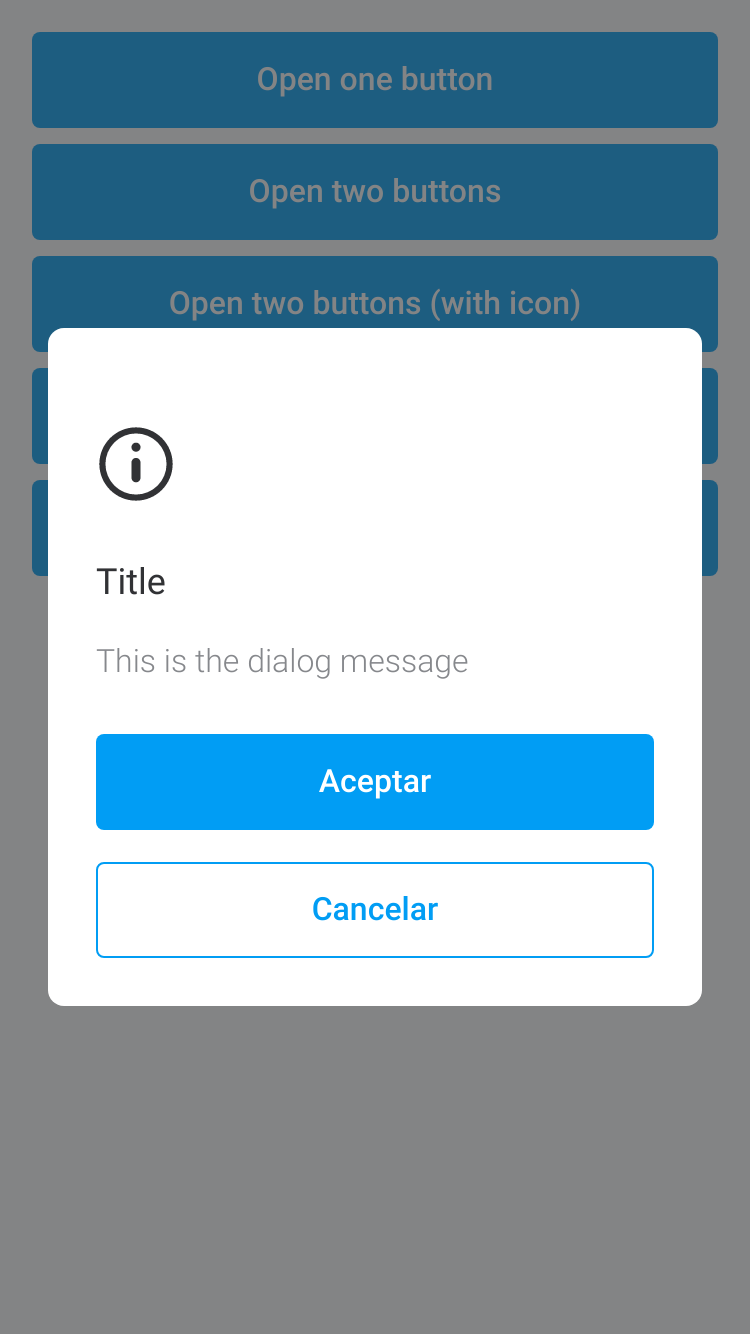 Open one button
Open two buttons
Open two buttons (with icon)
Title
This is the dialog message
Aceptar
Cancelar